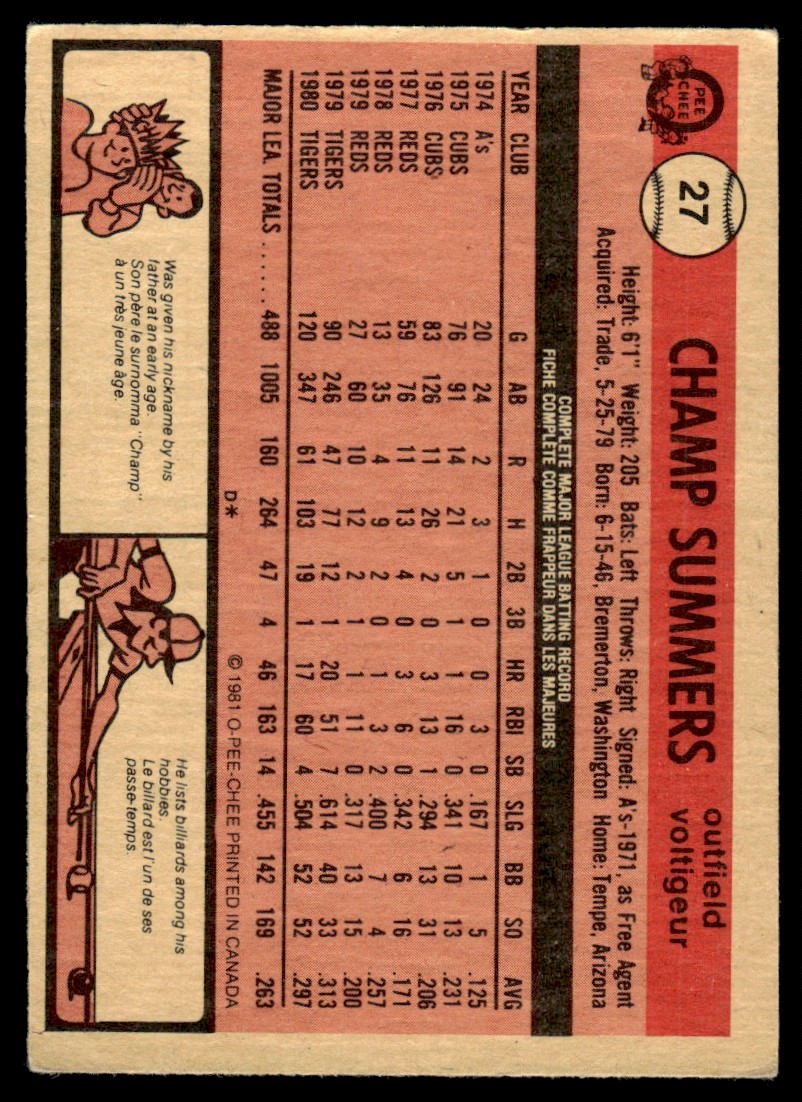 O PEE CHEE
27
CHAMP SUMMERS
outfield
voltigeur
Height: 6'1" Weight: 205 Bats: Left Throws: Right Signed: A's-1971, as Free Agent
Acquired: Trade, 5-25-79 Born: 6-15-46, Bremerton, Washington Home: Tempe, Arizona
COMPLETE MAJOR LEAGUE BATTING RECORD
FICHE COMPLÈTE COMME FRAPPEUR DANS LES MAJEURES
YEAR CLUB G AB R H 2B 3B HR RBI SB SLG BB SO AVG
1974 A's 20 24 2 3 1 0 0 3 0 .167 1 5 .125
1975 CUBS 76 91 14 21 5 1 1 16 0 .341 10 13 .231
1976 CUBS 83 126 11 26 2 0 3 13 1 .294 13 31 .206
1977 REDS 59 76 11 13 4 0 3 6 0 .342 6 16 .171
1978 REDS 13 35 4 9 2 0 1 3 2 .400 7 4 .257
1979 REDS 27 60 10 12 2 1 1 11 0 .317 13 15 .200
1979 TIGERS 90 246 47 77 12 1 20 51 7 .614 40 33 .313
1980 TIGERS 120 347 61 103 19 1 17 60 4 .504 52 52 .297
MAJOR LEA. TOTALS ...... 488 1005 160 264 47 4 46 163 14 .455 142 169 .263
D* © 1981 O-PEE-CHEE PRINTED IN CANADA
CHAMP
Was given his nickname by his
father at an early age.
Son père le surnomma "Champ"
à un très jeune âge.
He lists billiards among his
hobbies.
Le billard est l'un de ses
passe-temps.